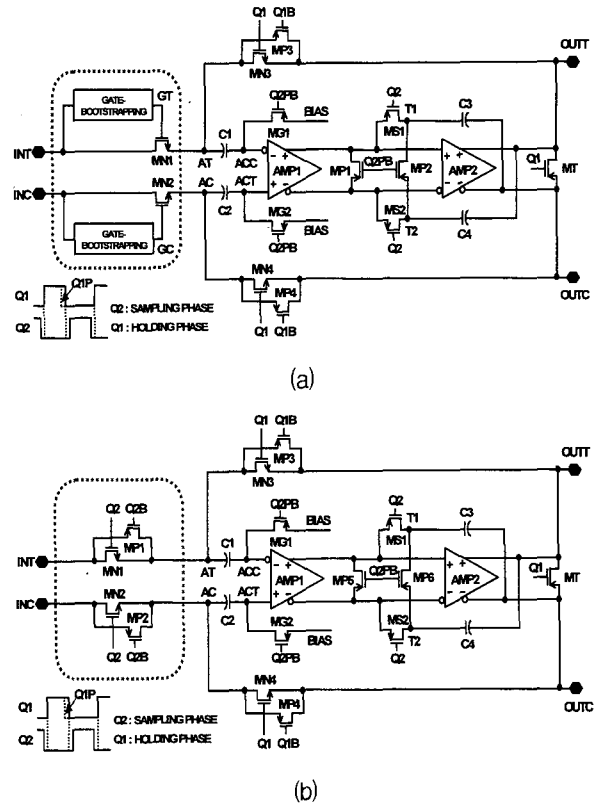 Q1 Q1B
MP3
MN3
OUTT
GATE-
BOOTSTRAPPING
GT
Q2PB
BIAS
MG1
Q2
T1
C3
MS1
C1
INT
MN1
AT
ACC
AMP1
MP1
Q2PB
MP2
AMP2
Q1
MT
INC
MN2
AC
ACT
C2
MG2
BIAS
Q2PB
MS2
T2
Q2
C4
GATE-
BOOTSTRAPPING
GC
MN4
MP4
Q1 Q1B
OUTC
Q1
Q1P
Q2
Q2 : SAMPLING PHASE
Q1 : HOLDING PHASE
(a)
Q1 Q1B
MP3
MN3
OUTT
Q2 Q2B
MP1
MN1
INT
Q2PB
BIAS
MG1
Q2
T1
C3
MS1
C1
AT
ACC
AMP1
MP5
Q2PB
MP6
AMP2
Q1
MT
INC
MN2
MP2
Q2 Q2B
AC
ACT
C2
MG2
BIAS
Q2PB
MS2
T2
Q2
C4
MN4
MP4
Q1 Q1B
OUTC
Q1
Q1P
Q2
Q2 : SAMPLING PHASE
Q1 : HOLDING PHASE
(b)